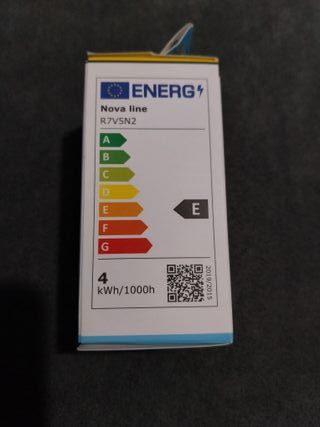 ENERG
Nova line
R7V5N2
A
B
C
D
E
E
F
G
4
kWh/1000h
2019/2015